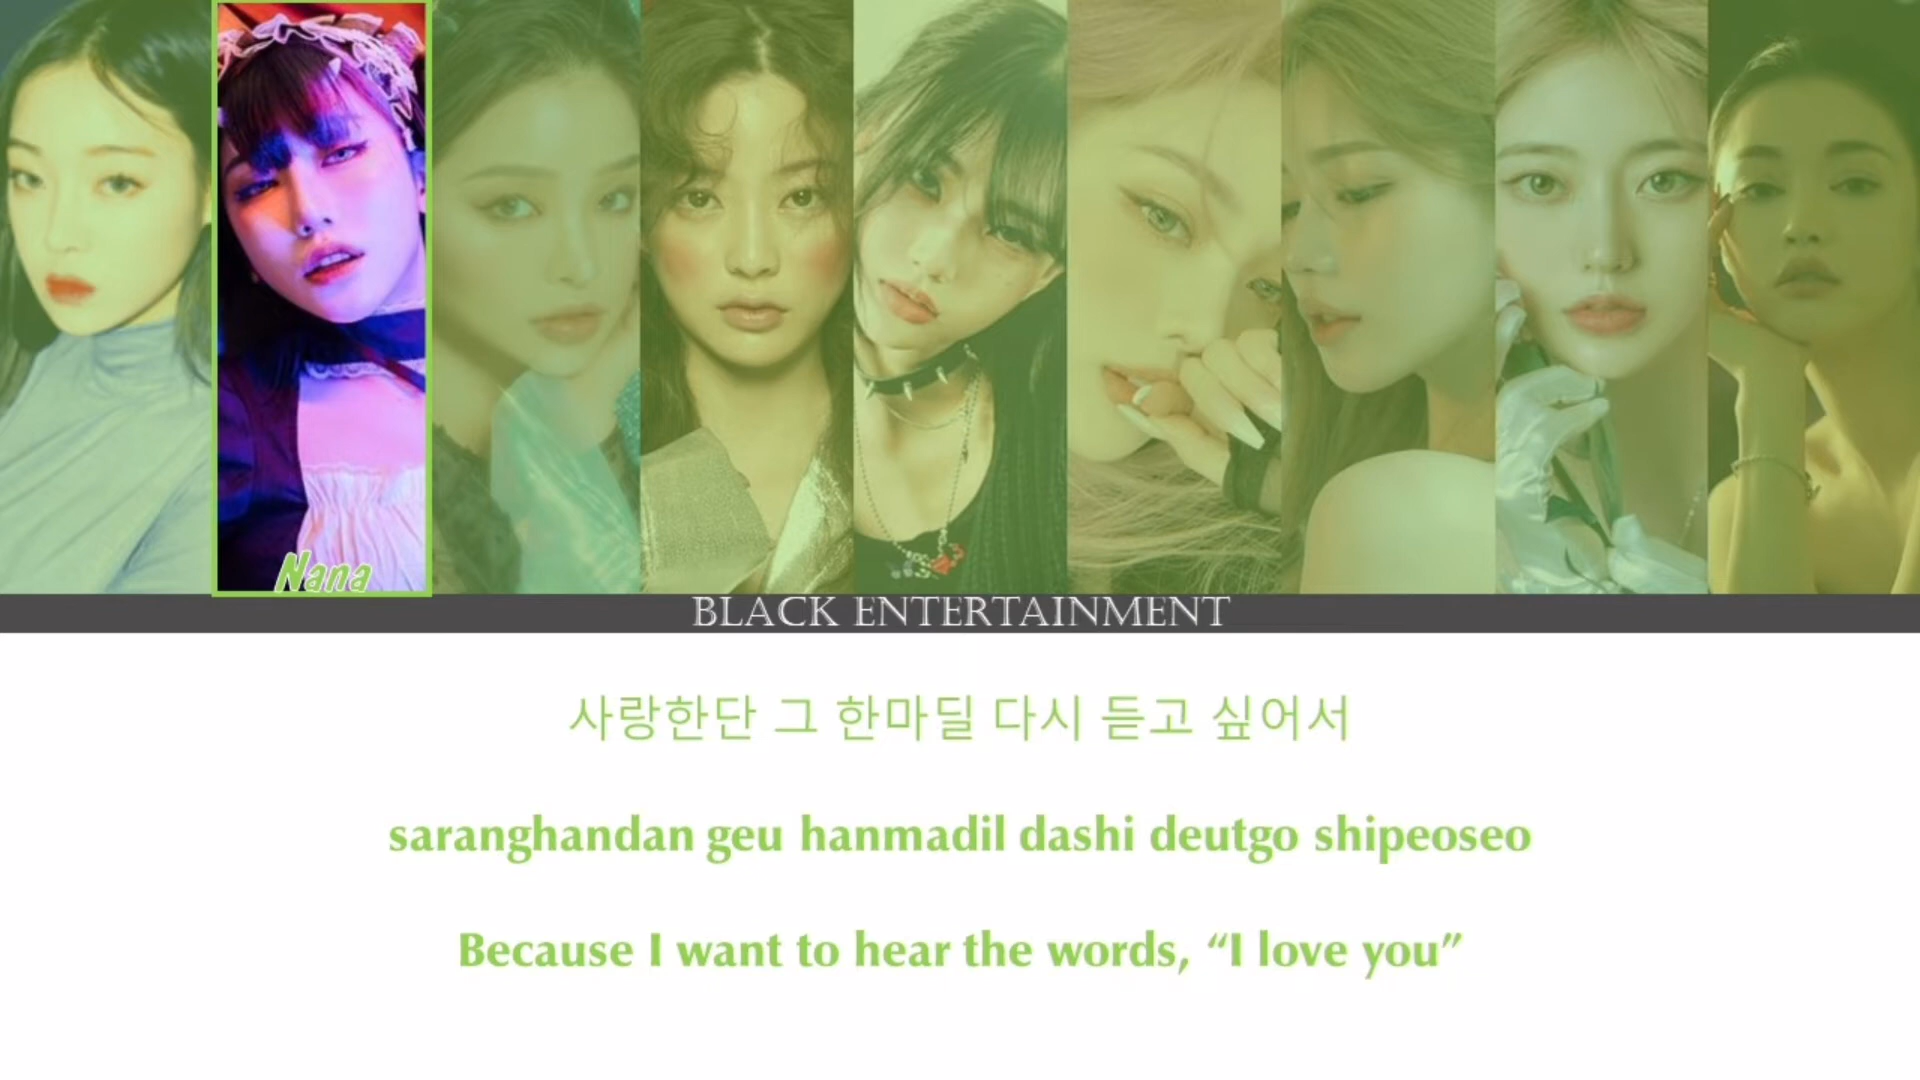 Nana
BLACK ENTERTAINMENT
사랑한단 그 한마딜 다시 듣고 싶어서
saranghandan geu hanmadil dashi deutgo shipeoseo
Because I want to hear the words, “I love you”